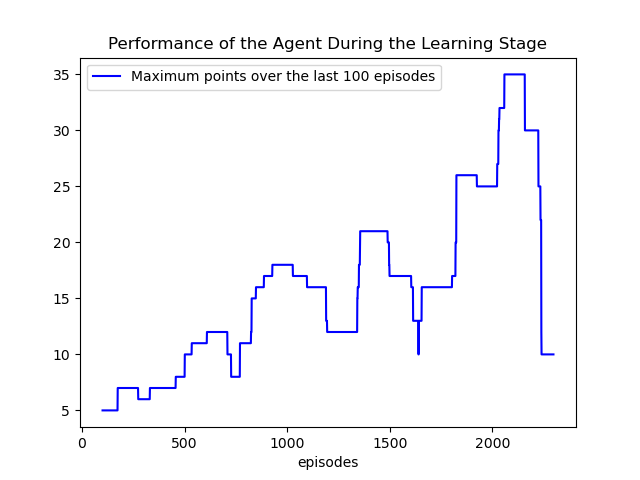 Performance of the Agent During the Learning Stage
Maximum points over the last 100 episodes
35
30
25
20
15
10
5
0 500 1000 1500 2000
episodes